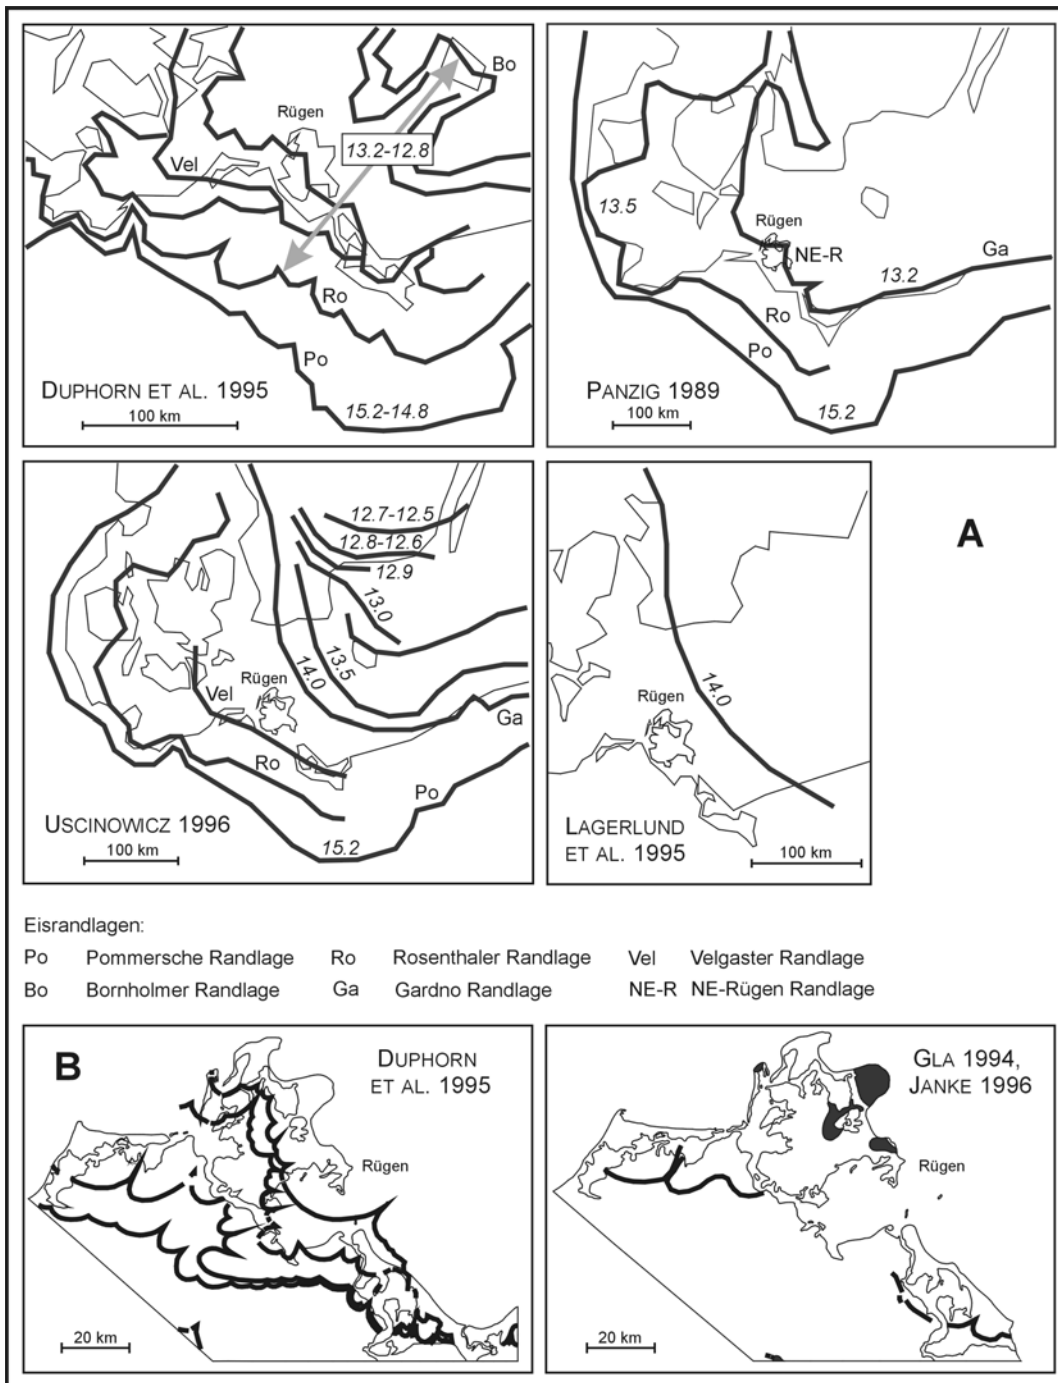 Bo
Rügen
13.2-12.8
Vel
Ro
Po
DUPHORN ET AL. 1995
15.2-14.8
100 km
13.5
Rügen
NE-R
Ga
13.2
Ro
Po
PANZIG 1989
100 km
15.2
12.7-12.5
12.8-12.6
12.9
13.0
13.5
14.0
Rügen
Vel
Ga
Ro
Po
USCINOWICZ 1996
100 km
15.2
A
14.0
Rügen
LAGERLUND
ET AL. 1995
100 km
Eisrandlagen:
Po Pommersche Randlage Ro Rosenthaler Randlage Vel Velgaster Randlage
Bo Bornholmer Randlage Ga Gardno Randlage NE-R NE-Rügen Randlage
B
DUPHORN
ET AL. 1995
Rügen
20 km
GLA 1994,
JANKE 1996
Rügen
20 km